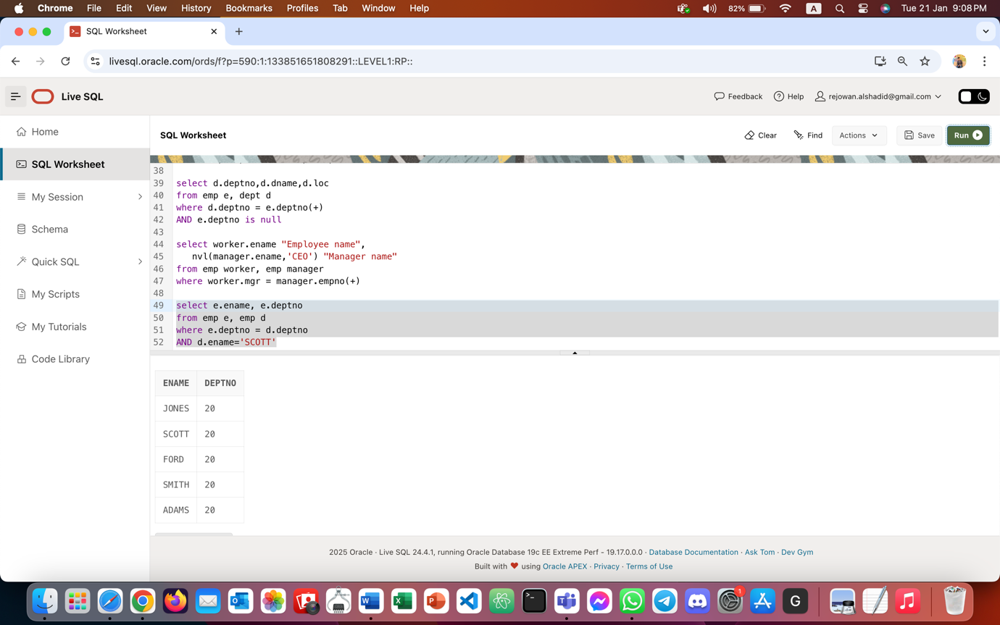 Chrome File Edit View History Bookmarks Profiles Tab Window Help 82% A Tue 21 Jan 9:08 PM
SQL Worksheet
livesql.oracle.com/ords/f?p=590:1:133851651808291::LEVEL1:RP::
Live SQL Feedback Help rejowan.alshadid@gmail.com
Home
SQL Worksheet
My Session
Schema
Quick SQL
My Scripts
My Tutorials
Code Library
SQL Worksheet Clear Find Actions Save Run
38
39 select d.deptno,d.dname,d.loc
40 from emp e, dept d
41 where d.deptno = e.deptno(+)
42 AND e.deptno is null
43
44 select worker.ename "Employee name",
45 nvl(manager.ename,'CEO') "Manager name"
46 from emp worker, emp manager
47 where worker.mgr = manager.empno(+)
48
49 select e.ename, e.deptno
50 from emp e, emp d
51 where e.deptno = d.deptno
52 AND d.ename='SCOTT'
ENAME DEPTNO
JONES 20
SCOTT 20
FORD 20
SMITH 20
ADAMS 20
2025 Oracle · Live SQL 24.4.1, running Oracle Database 19c EE Extreme Perf - 19.17.0.0.0 · Database Documentation · Ask Tom · Dev Gym
Built with ❤ using Oracle APEX · Privacy · Terms of Use
W X P T 1 G